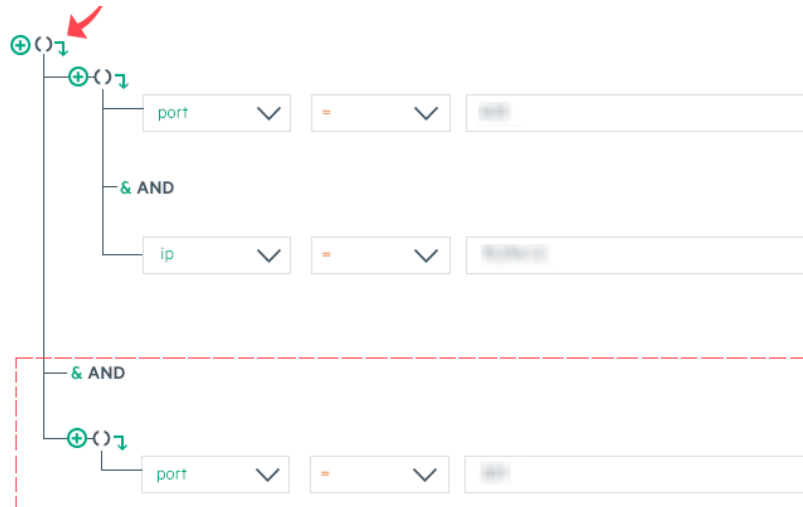 ()
()
port =
& AND
ip =
& AND
()
port =